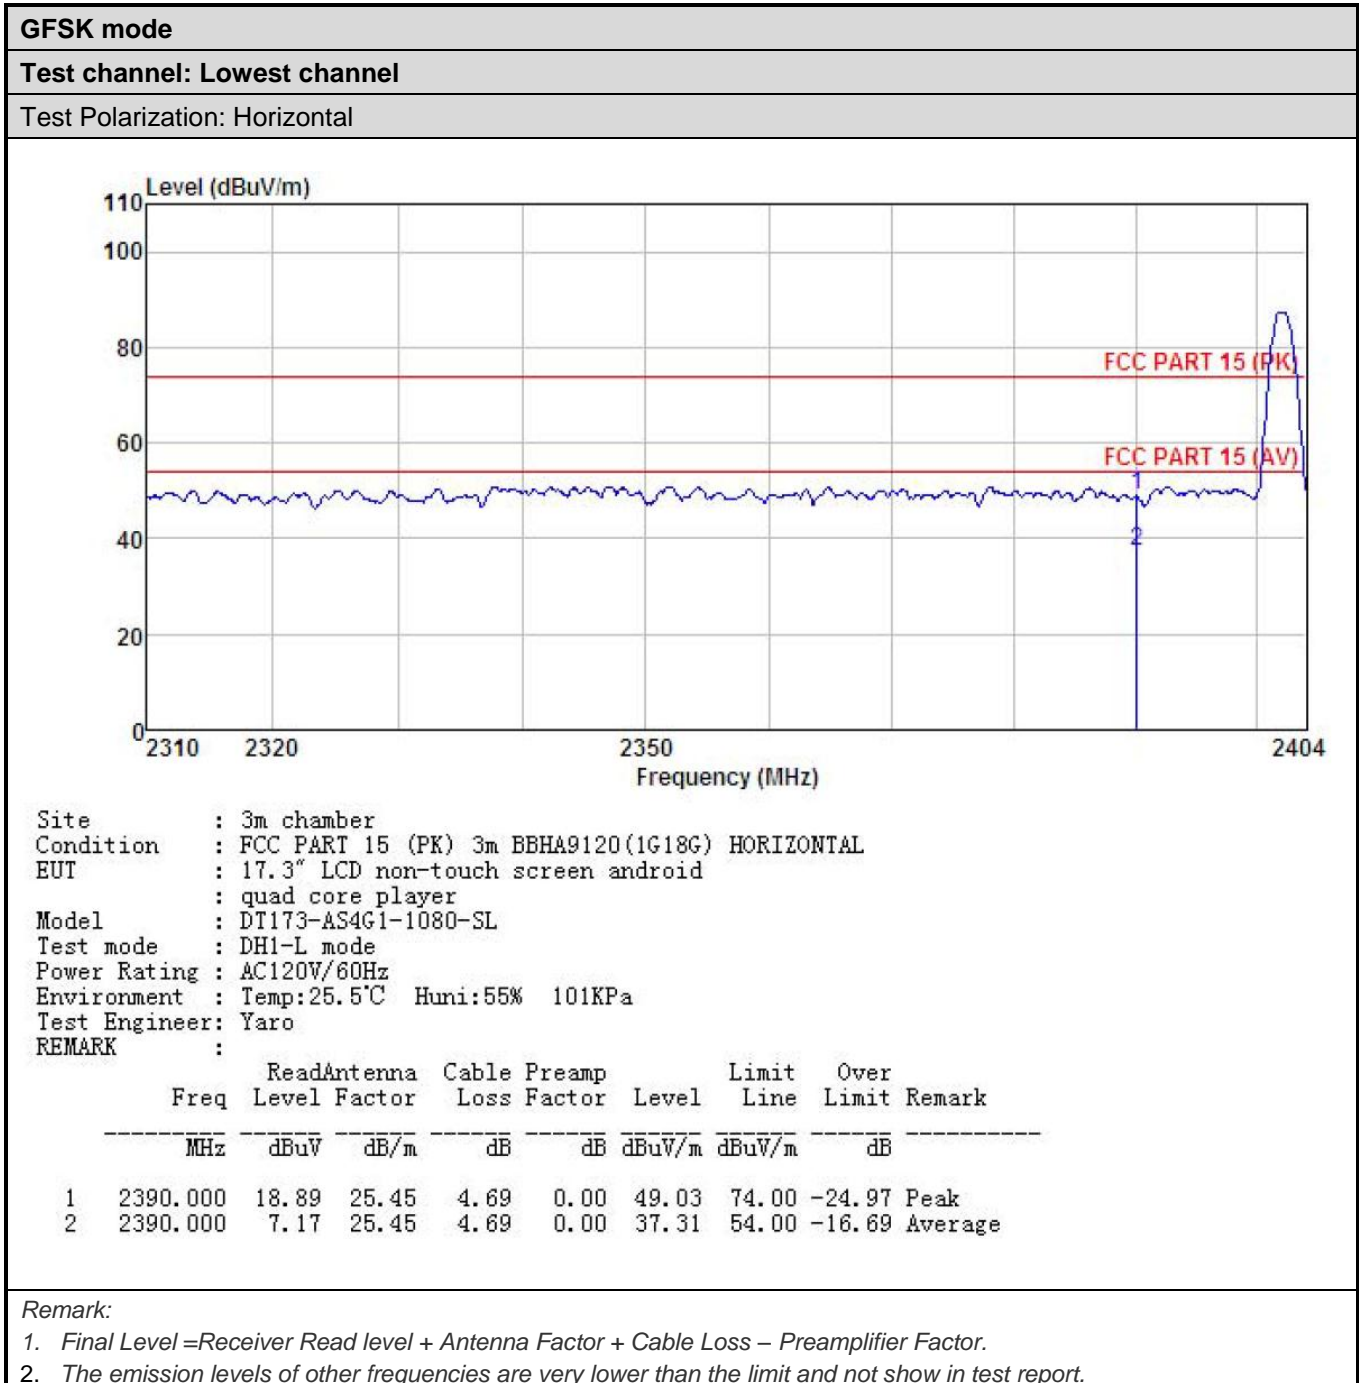 GFSK mode
Test channel: Lowest channel
Test Polarization: Horizontal
Level (dBuV/m)
110
100
80
FCC PART 15 (PK)
60
FCC PART 15 (AV)
1
40
2
20
0
2310 2320 2350 2404
Frequency (MHz)
Site : 3m chamber
Condition : FCC PART 15 (PK) 3m BBHA9120(1G18G) HORIZONTAL
EUT : 17.3" LCD non-touch screen android
: quad core player
Model : DT173-AS4G1-1080-SL
Test mode : DH1-L mode
Power Rating : AC120V/60Hz
Environment : Temp:25.5℃ Huni:55% 101KPa
Test Engineer: Yaro
REMARK :
ReadAntenna Cable Preamp Limit Over
Freq Level Factor Loss Factor Level Line Limit Remark
MHz dBuV dB/m dB dB dBuV/m dBuV/m dB
1 2390.000 18.89 25.45 4.69 0.00 49.03 74.00 -24.97 Peak
2 2390.000 7.17 25.45 4.69 0.00 37.31 54.00 -16.69 Average
Remark:
1. Final Level =Receiver Read level + Antenna Factor + Cable Loss – Preamplifier Factor.
2. The emission levels of other frequencies are very lower than the limit and not show in test report.